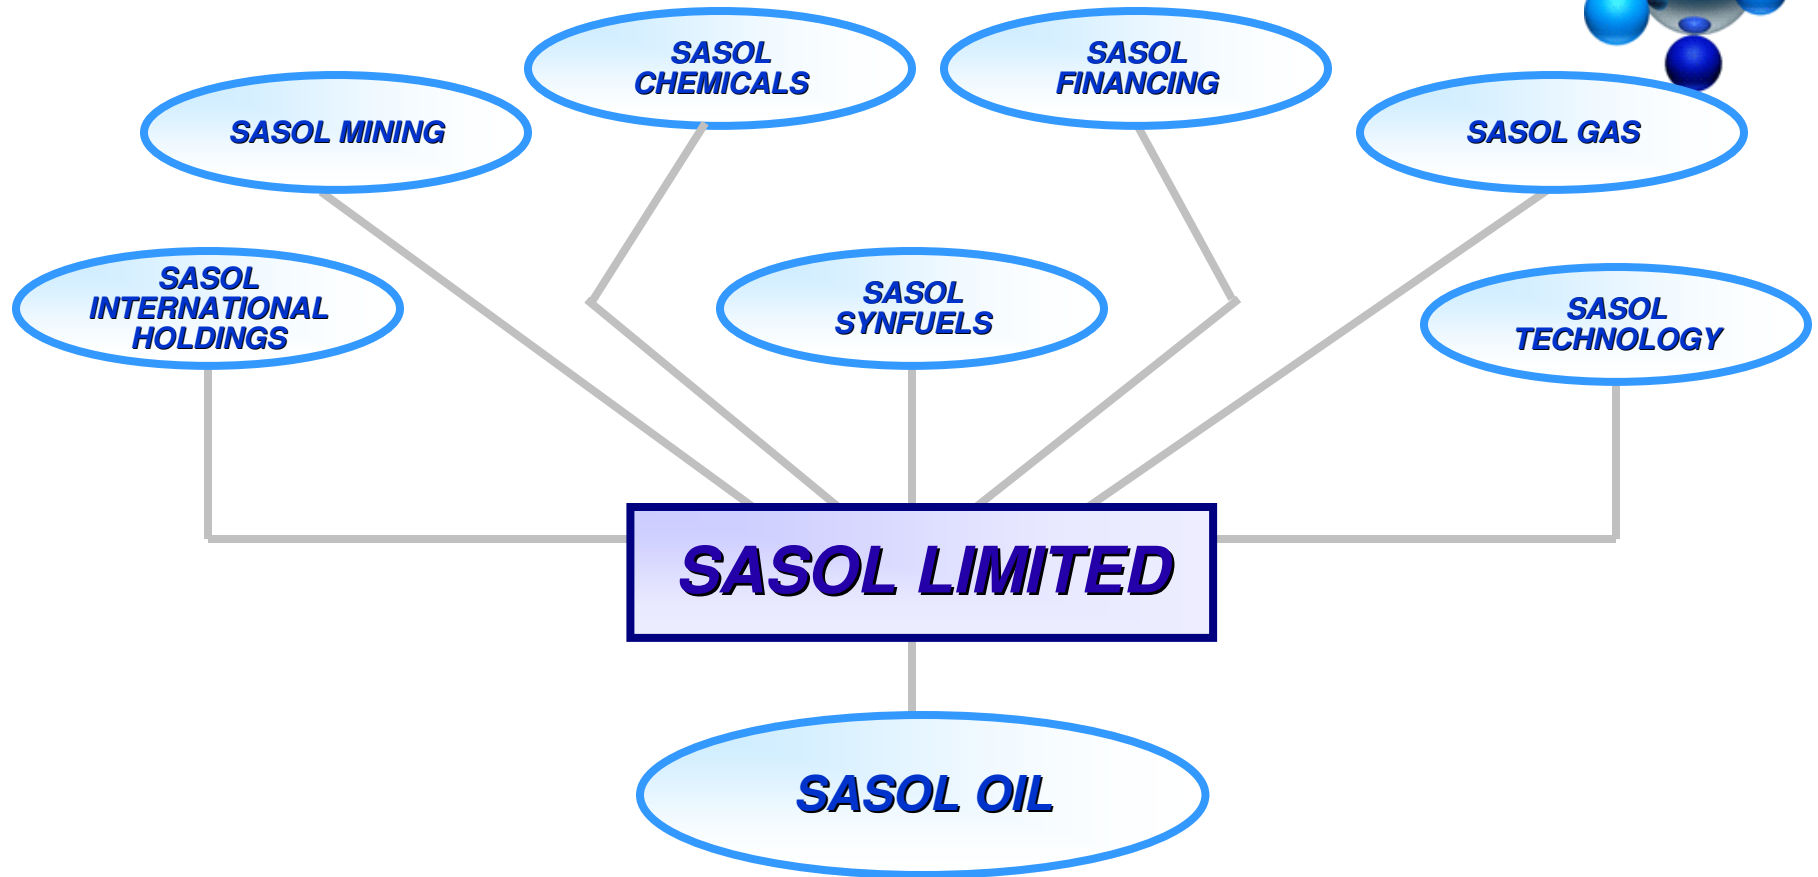 SASOL
CHEMICALS
SASOL
FINANCING
SASOL MINING
SASOL GAS
SASOL
INTERNATIONAL
HOLDINGS
SASOL
SYNFUELS
SASOL
TECHNOLOGY
SASOL LIMITED
SASOL OIL